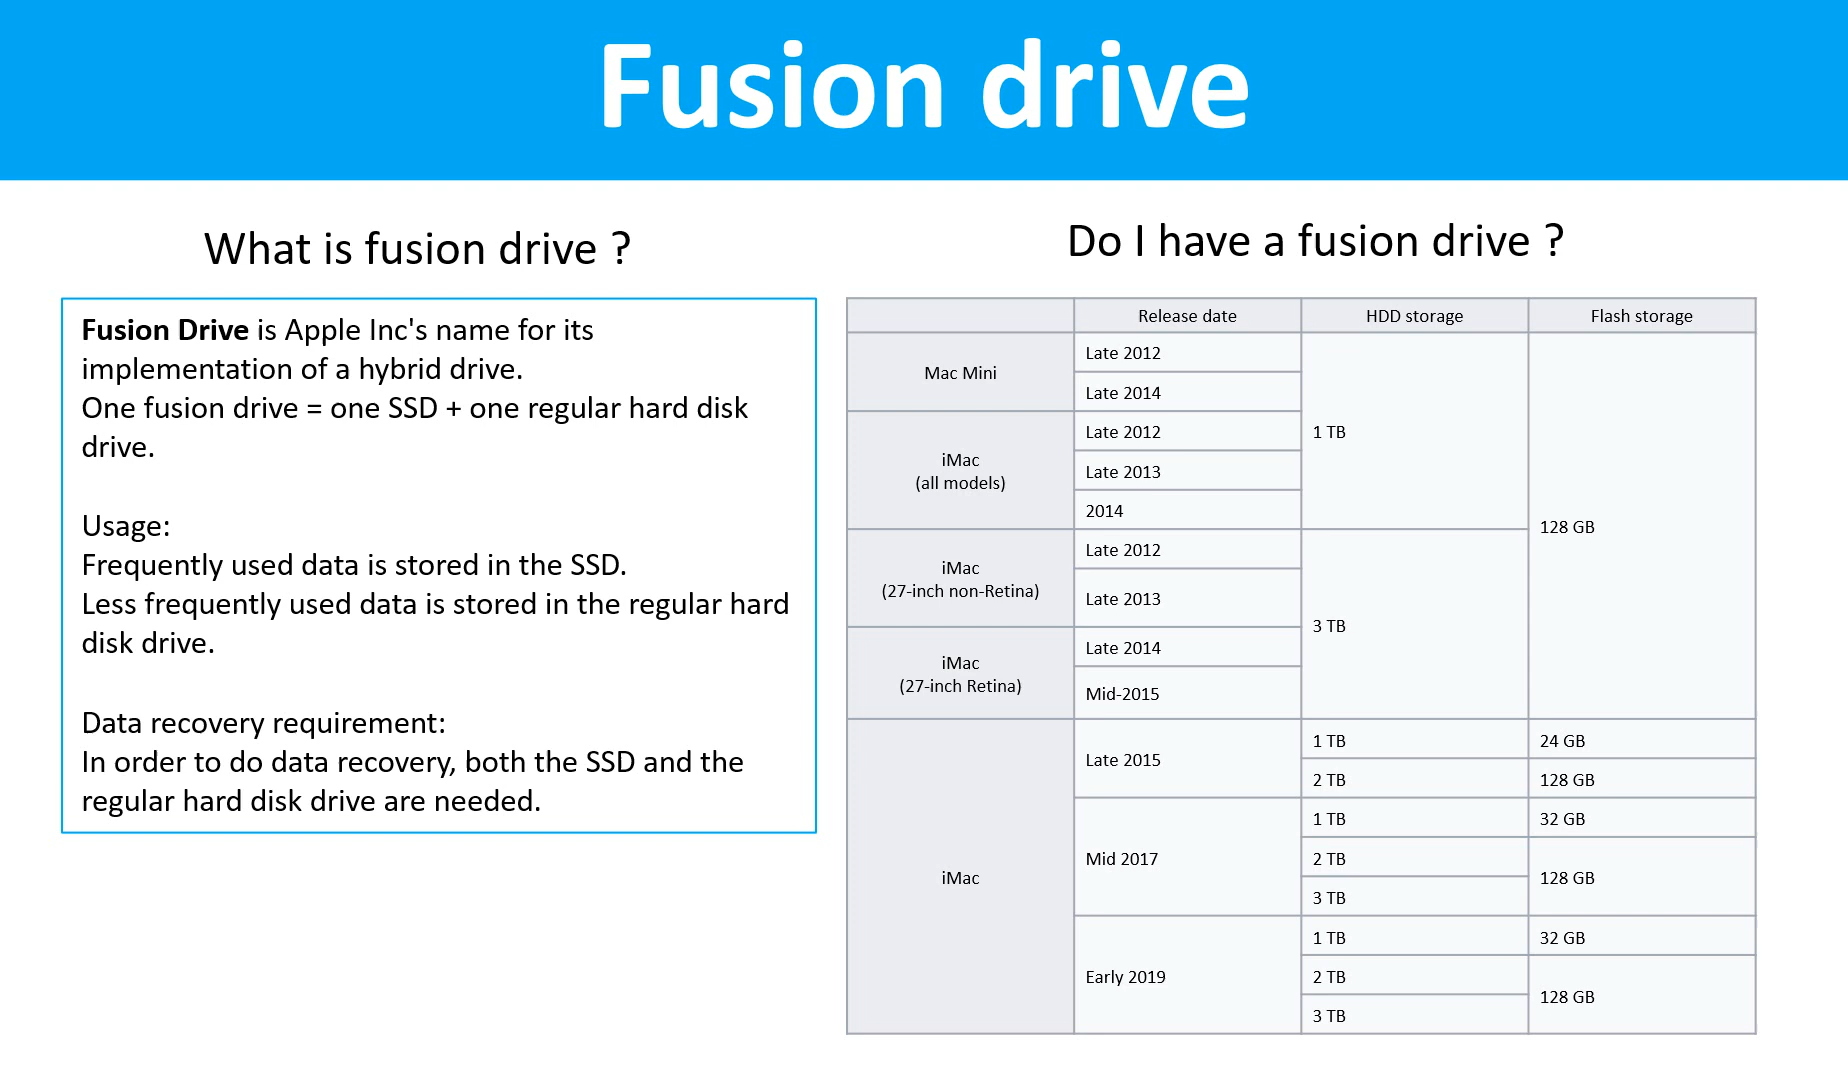 Fusion drive
What is fusion drive ?
Fusion Drive is Apple Inc's name for its
implementation of a hybrid drive.
One fusion drive = one SSD + one regular hard disk
drive.
Usage:
Frequently used data is stored in the SSD.
Less frequently used data is stored in the regular hard
disk drive.
Data recovery requirement:
In order to do data recovery, both the SSD and the
regular hard disk drive are needed.
Do I have a fusion drive ?
Release date HDD storage Flash storage
Mac Mini
Late 2012
Late 2014
1 TB
128 GB
iMac
(all models)
Late 2012
Late 2013
2014
iMac
(27-inch non-Retina)
Late 2012
Late 2013
3 TB
iMac
(27-inch Retina)
Late 2014
Mid-2015
iMac
Late 2015
1 TB 24 GB
2 TB 128 GB
Mid 2017
1 TB 32 GB
2 TB
128 GB
3 TB
Early 2019
1 TB 32 GB
2 TB
128 GB
3 TB